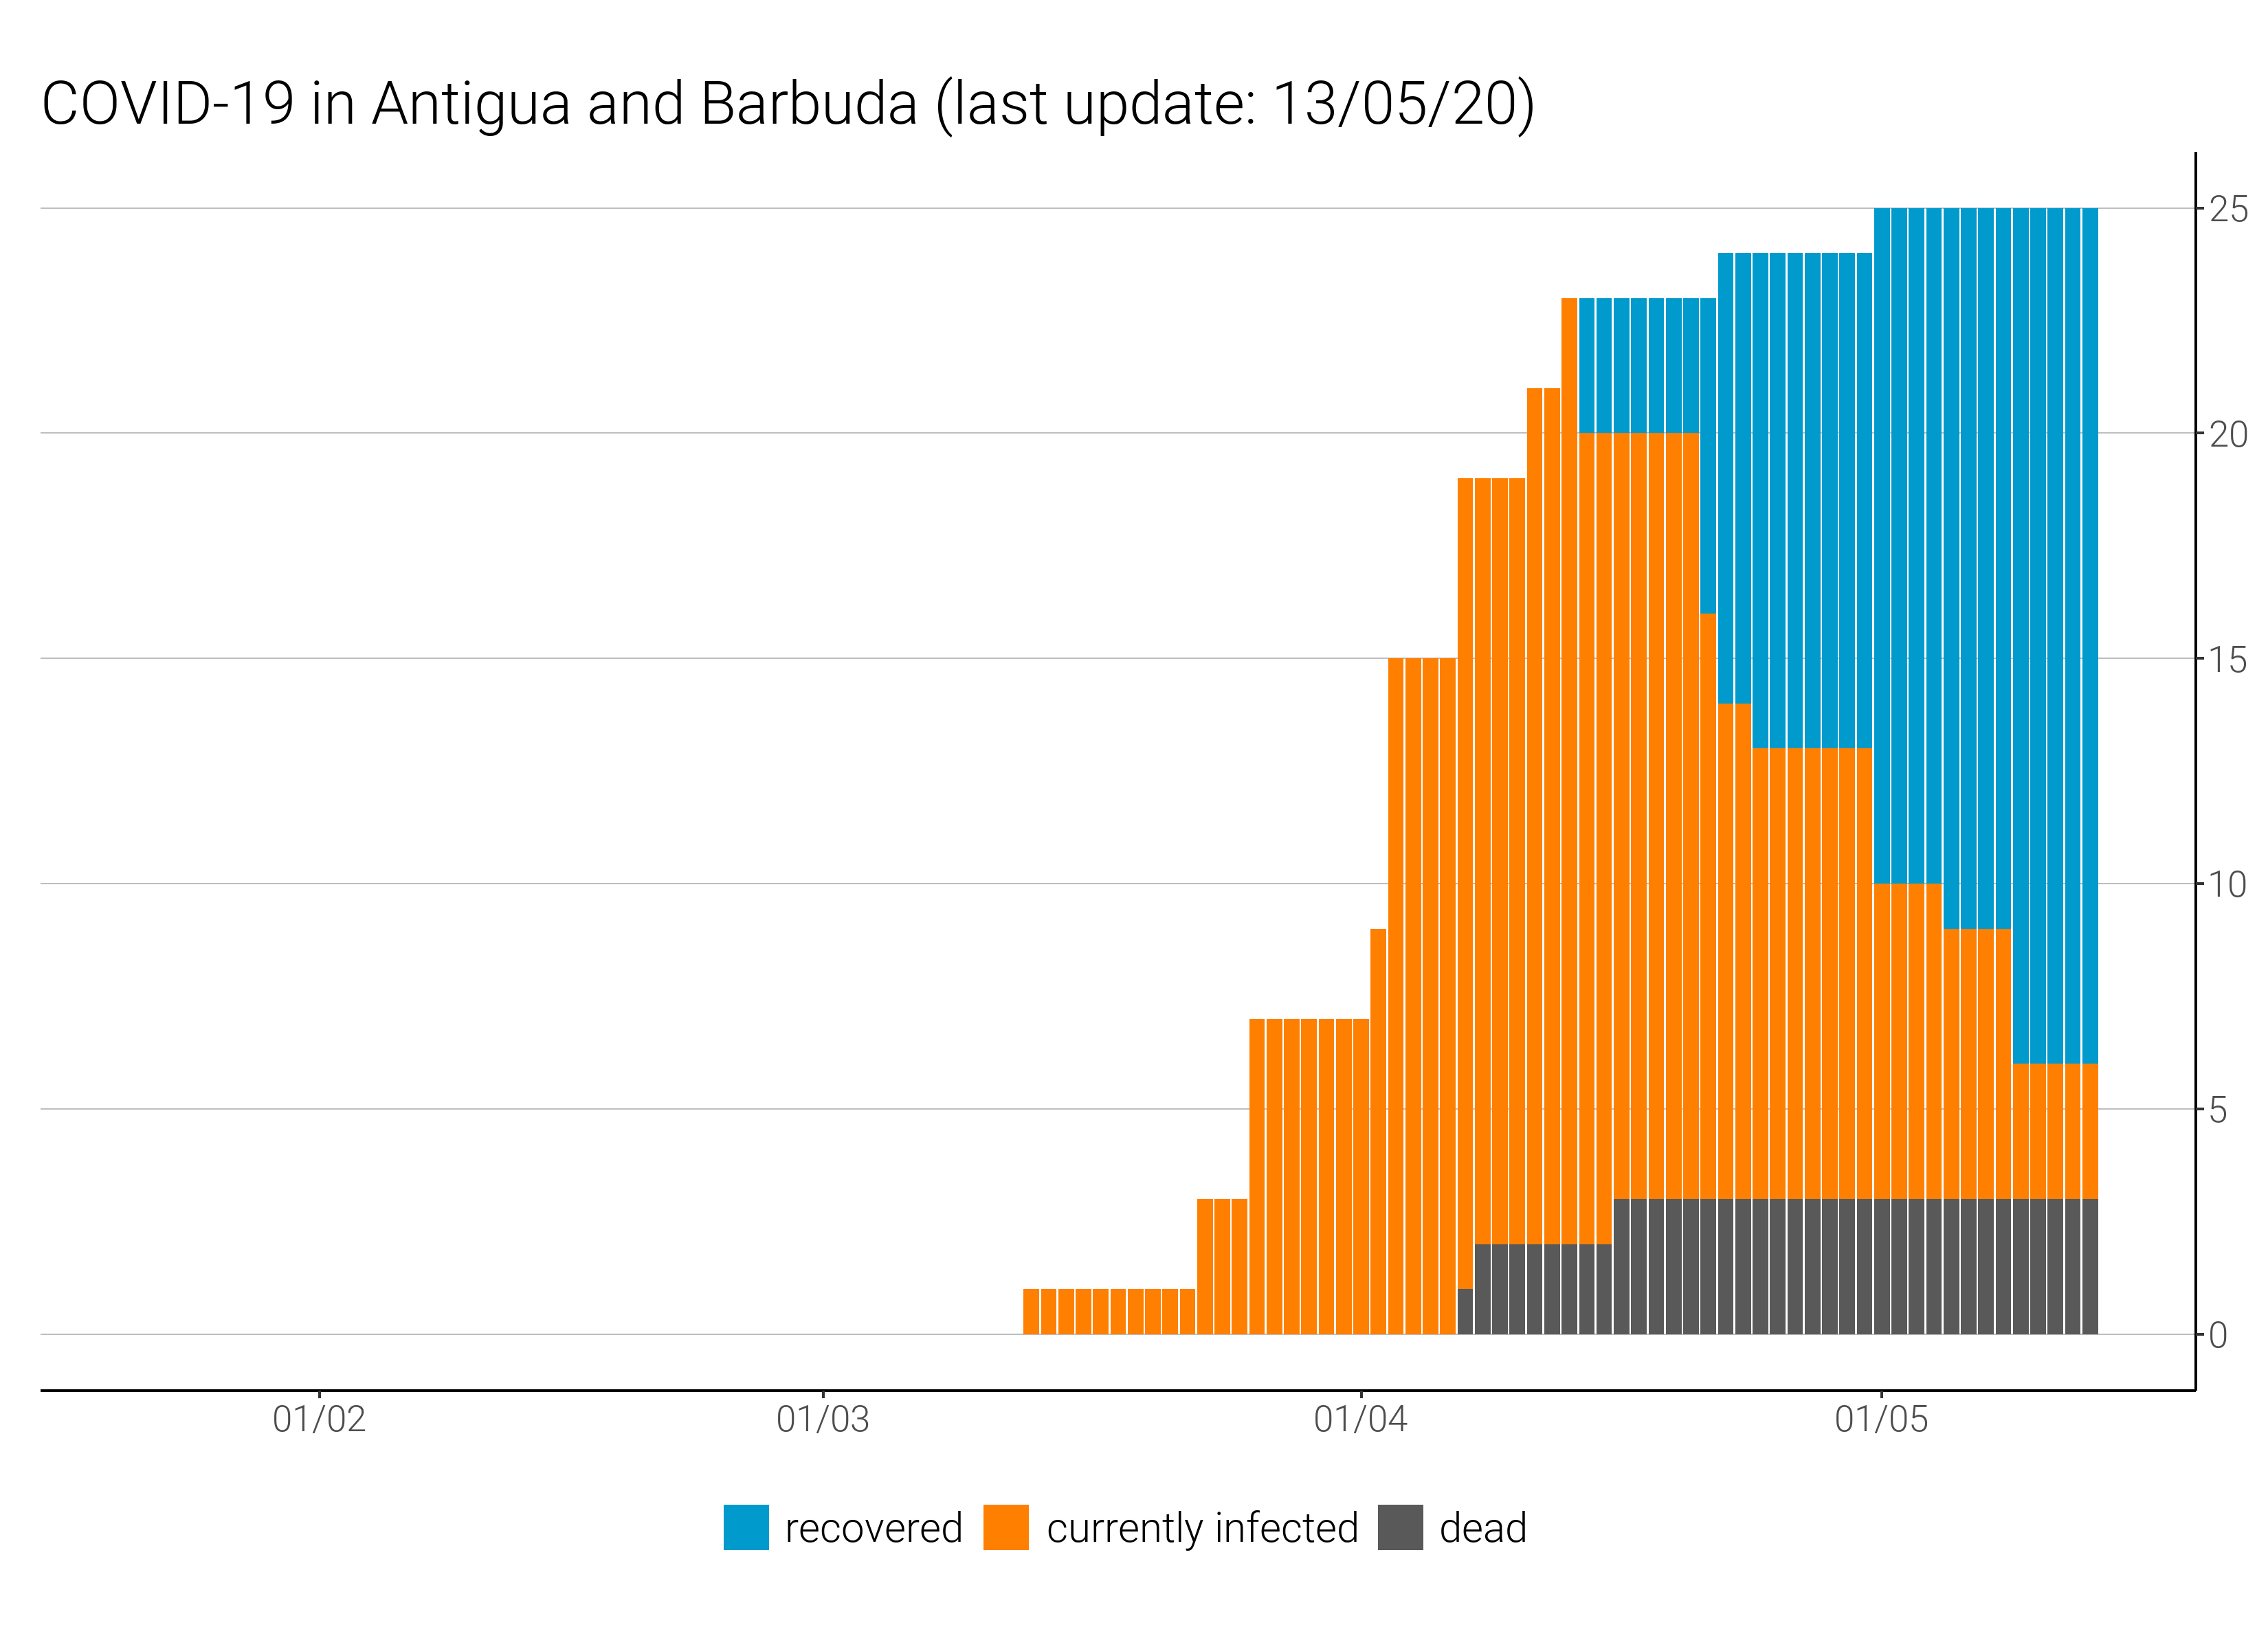 COVID-19 in Antigua and Barbuda (last update: 13/05/20)
25
20
15
10
5
0
01/02 01/03 01/04 01/05
recovered currently infected dead